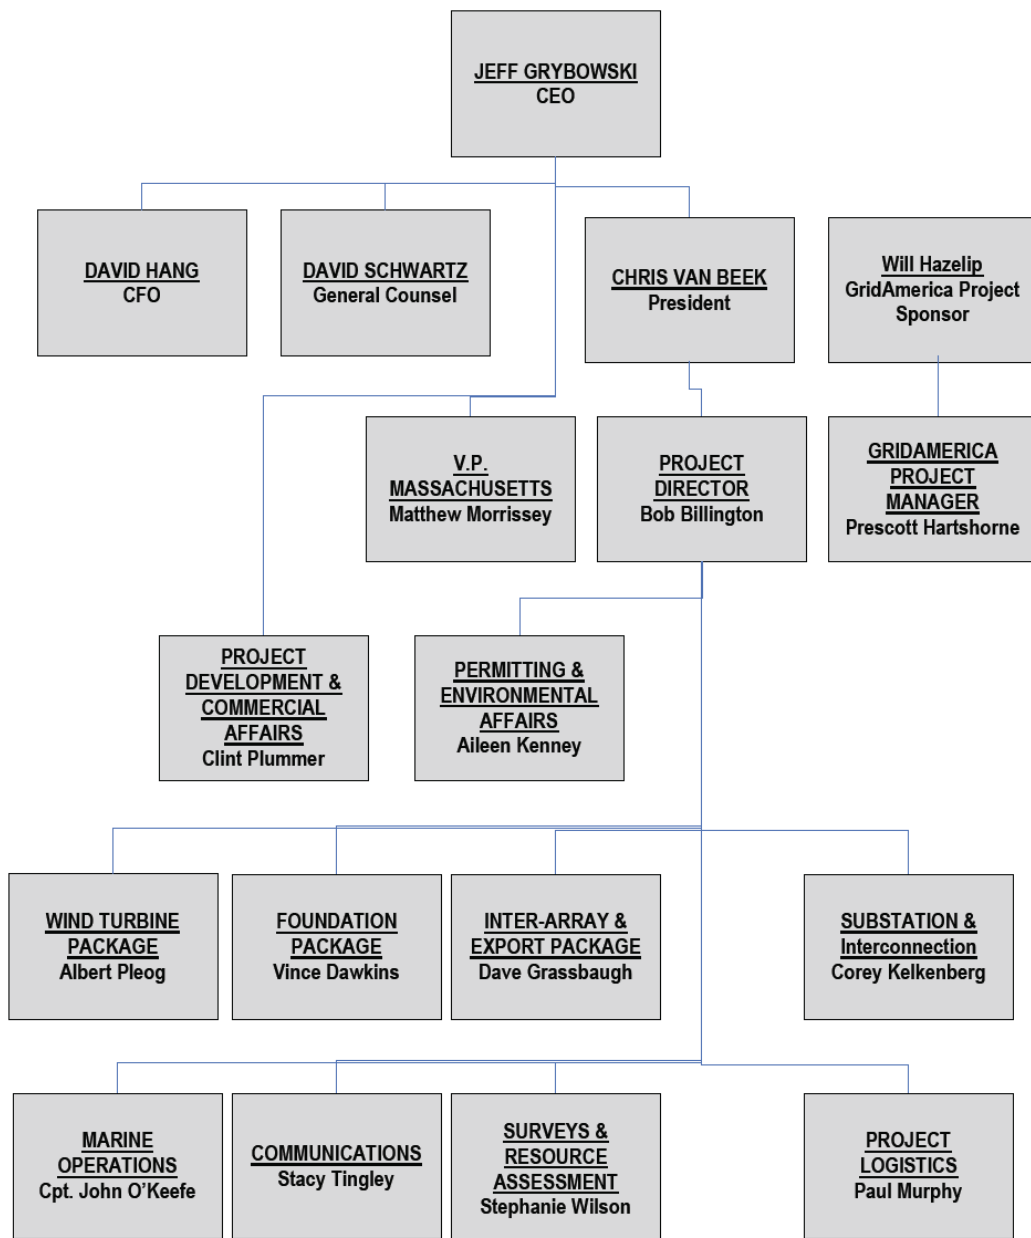 JEFF GRYBOWSKI
CEO
DAVID HANG
CFO
DAVID SCHWARTZ
General Counsel
CHRIS VAN BEEK
President
Will Hazelip
GridAmerica Project
Sponsor
V.P.
MASSACHUSETTS
Matthew Morrissey
PROJECT
DIRECTOR
Bob Billington
GRIDAMERICA
PROJECT
MANAGER
Prescott Hartshorne
PROJECT
DEVELOPMENT &
COMMERCIAL
AFFAIRS
Clint Plummer
PERMITTING &
ENVIRONMENTAL
AFFAIRS
Aileen Kenney
WIND TURBINE
PACKAGE
Albert Pleog
FOUNDATION
PACKAGE
Vince Dawkins
INTER-ARRAY &
EXPORT PACKAGE
Dave Grassbaugh
SUBSTATION &
Interconnection
Corey Kelkenberg
MARINE
OPERATIONS
Cpt. John O’Keefe
COMMUNICATIONS
Stacy Tingley
SURVEYS &
RESOURCE
ASSESSMENT
Stephanie Wilson
PROJECT
LOGISTICS
Paul Murphy